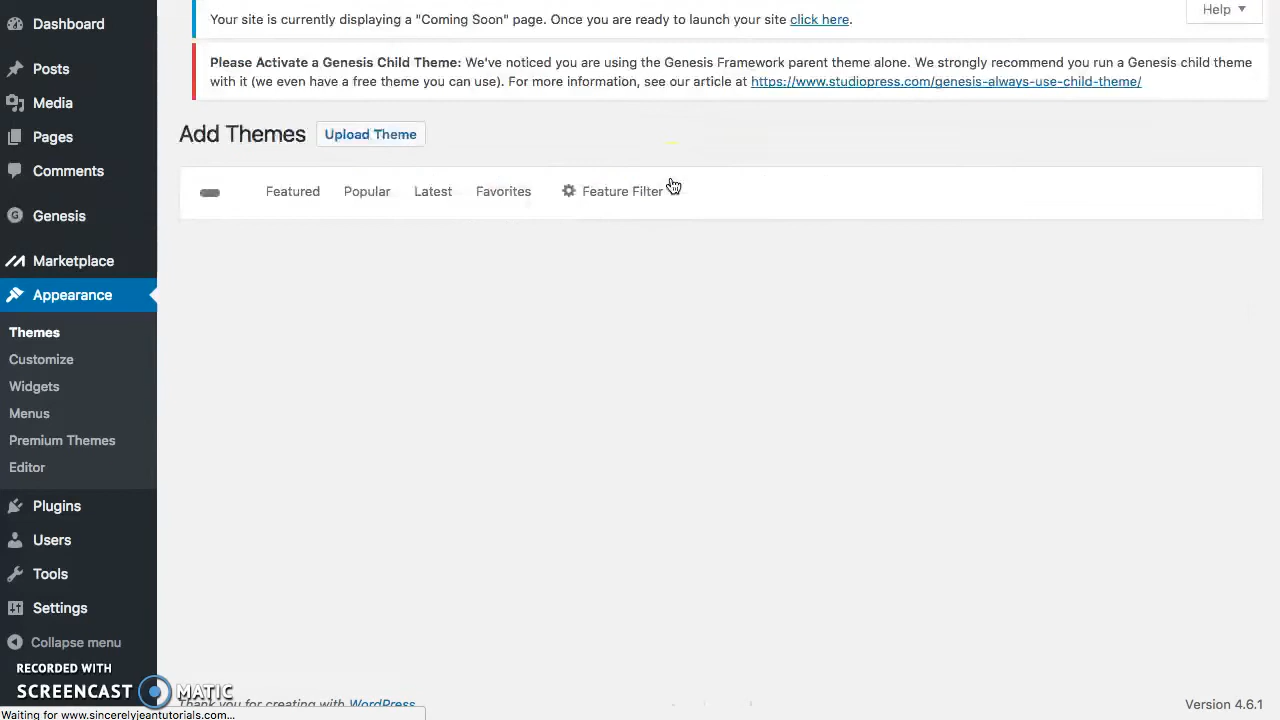 Dashboard
Posts
Media
Pages
Comments
Genesis
Marketplace
Appearance
Themes
Customize
Widgets
Menus
Premium Themes
Editor
Plugins
Users
Tools
Settings
Collapse menu
RECORDED WITH
SCREENCAST MATIC
Waiting for www.sincerelyjeantutorials.com...
Your site is currently displaying a "Coming Soon" page. Once you are ready to launch your site click here.
Help
Please Activate a Genesis Child Theme: We've noticed you are using the Genesis Framework parent theme alone. We strongly recommend you run a Genesis child theme
with it (we even have a free theme you can use). For more information, see our article at https://www.studiopress.com/genesis-always-use-child-theme/
Add Themes Upload Theme
Featured Popular Latest Favorites Feature Filter
Thank you for creating with WordPress
Version 4.6.1